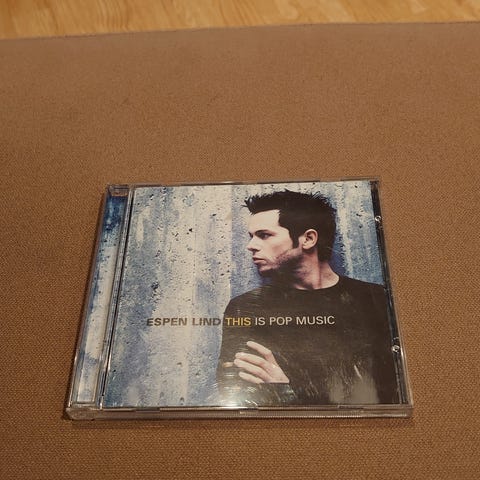 ESPEN LIND THIS IS POP MUSIC